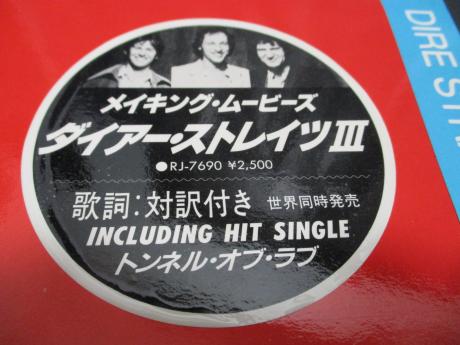 メイキング・ムービーズ
ダイアー・ストレイツIII
●RJ-7690 ¥2,500
歌詞:対訳付き 世界同時発売
INCLUDING HIT SINGLE
トンネル・オブ・ラブ
DIRE